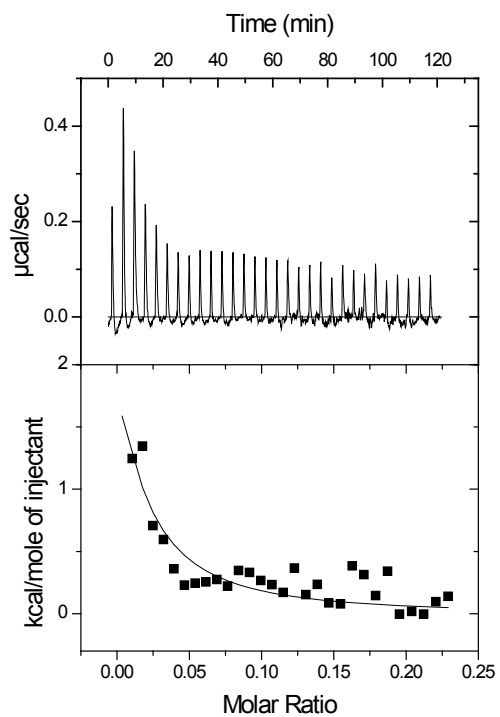 Time (min)
0 20 40 60 80 100 120
0.4
0.2
0.0
µcal/sec
2
1
0
kcal/mole of injectant
0.00 0.05 0.10 0.15 0.20 0.25
Molar Ratio